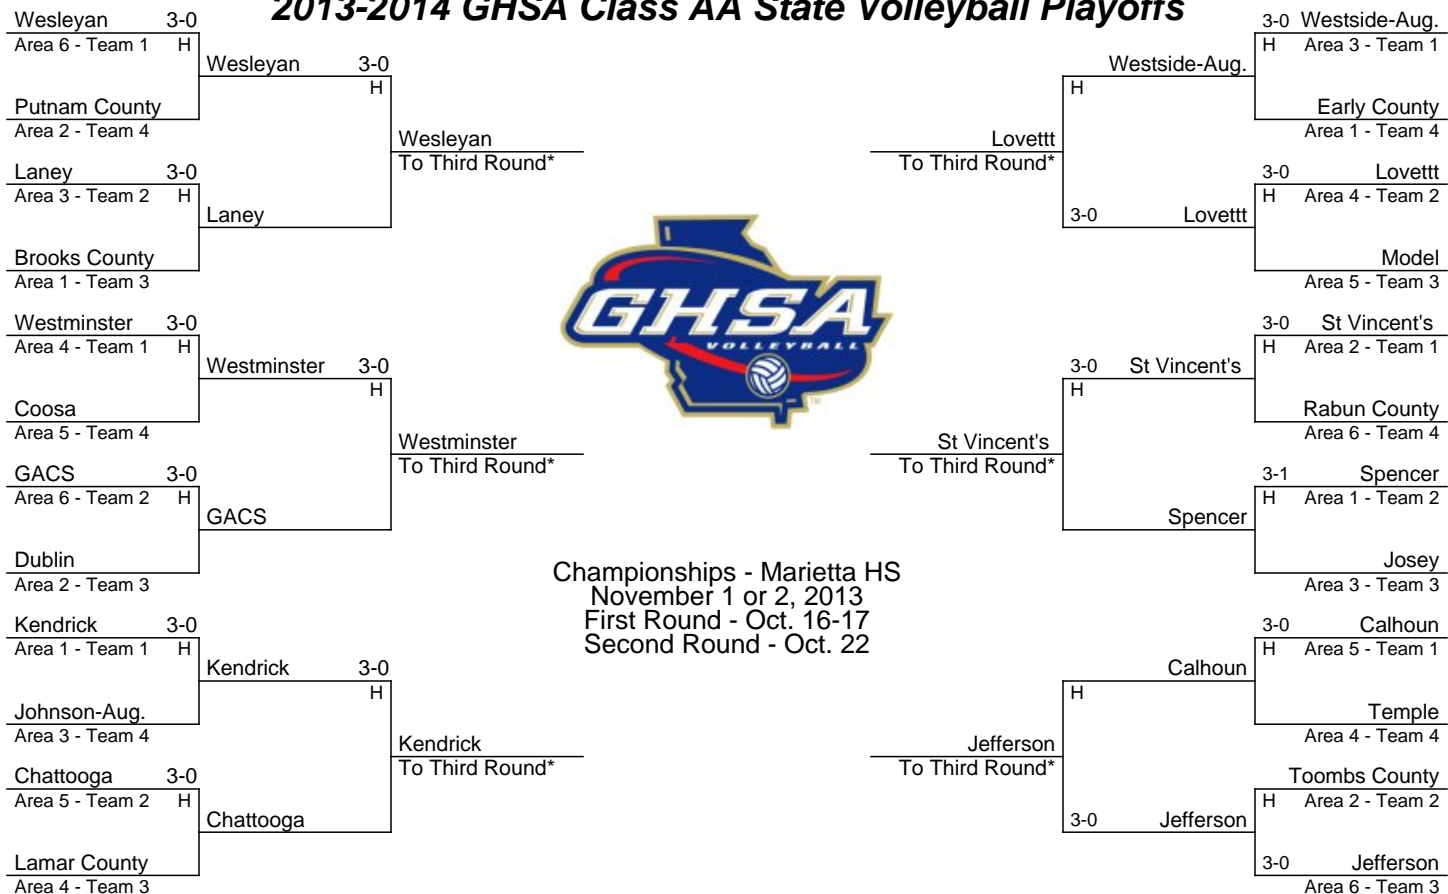 2013-2014 GHSA Class AA State Volleyball Playoffs
Wesleyan 3-0
Area 6 - Team 1 H
Wesleyan 3-0
H
Putnam County
Area 2 - Team 4
Wesleyan
To Third Round*
Laney 3-0
Area 3 - Team 2 H
Laney
Brooks County
Area 1 - Team 3
Westminster 3-0
Area 4 - Team 1 H
Westminster 3-0
H
Coosa
Area 5 - Team 4
Westminster
To Third Round*
GACS 3-0
Area 6 - Team 2 H
GACS
Dublin
Area 2 - Team 3
Kendrick 3-0
Area 1 - Team 1 H
Kendrick 3-0
H
Johnson-Aug.
Area 3 - Team 4
Kendrick
To Third Round*
Chattooga 3-0
Area 5 - Team 2 H
Chattooga
Lamar County
Area 4 - Team 3
GHSA
VOLLEYBALL
TM
Championships - Marietta HS
November 1 or 2, 2013
First Round - Oct. 16-17
Second Round - Oct. 22
3-0 Westside-Aug.
H Area 3 - Team 1
Westside-Aug.
H
Early County
Area 1 - Team 4
Lovettt
To Third Round*
3-0 Lovettt
H Area 4 - Team 2
3-0 Lovettt
Model
Area 5 - Team 3
3-0 St Vincent's
H Area 2 - Team 1
3-0 St Vincent's
H
Rabun County
Area 6 - Team 4
St Vincent's
To Third Round*
3-1 Spencer
H Area 1 - Team 2
Spencer
Josey
Area 3 - Team 3
3-0 Calhoun
H Area 5 - Team 1
Calhoun
H
Temple
Area 4 - Team 4
Jefferson
To Third Round*
Toombs County
H Area 2 - Team 2
3-0 Jefferson
3-0 Jefferson
Area 6 - Team 3